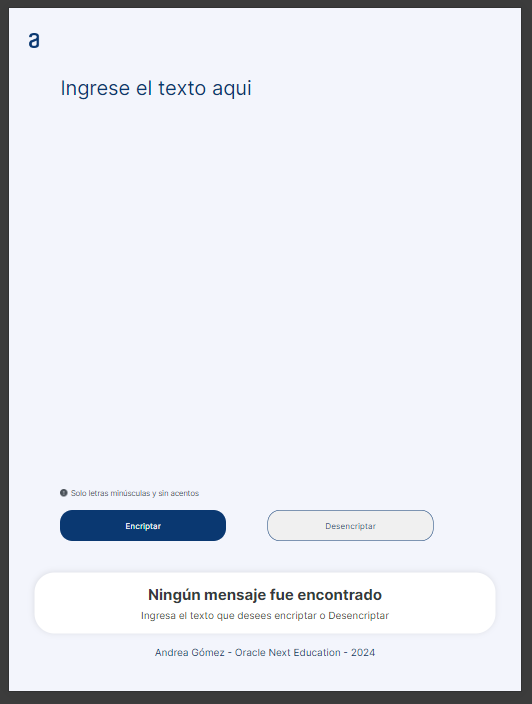 a
Ingrese el texto aqui
Solo letras minúsculas y sin acentos
Encriptar
Desencriptar
Ningún mensaje fue encontrado
Ingresa el texto que desees encriptar o Desencriptar
Andrea Gómez - Oracle Next Education - 2024